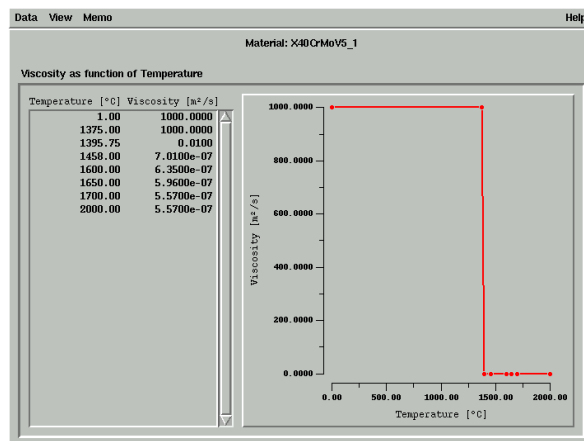 Data View Memo Help
Material: X40CrMoV5_1
Viscosity as function of Temperature
Temperature [°C] Viscosity [m²/s]
1.00 1000.0000
1375.00 1000.0000
1395.75 0.0100
1458.00 7.0100e-07
1600.00 6.3500e-07
1650.00 5.9600e-07
1700.00 5.5700e-07
2000.00 5.5700e-07
1000.0000
800.0000
600.0000
400.0000
200.0000
0.0000
Viscosity [m²/s]
0.00 500.00 1000.00 1500.00 2000.00
Temperature [°C]